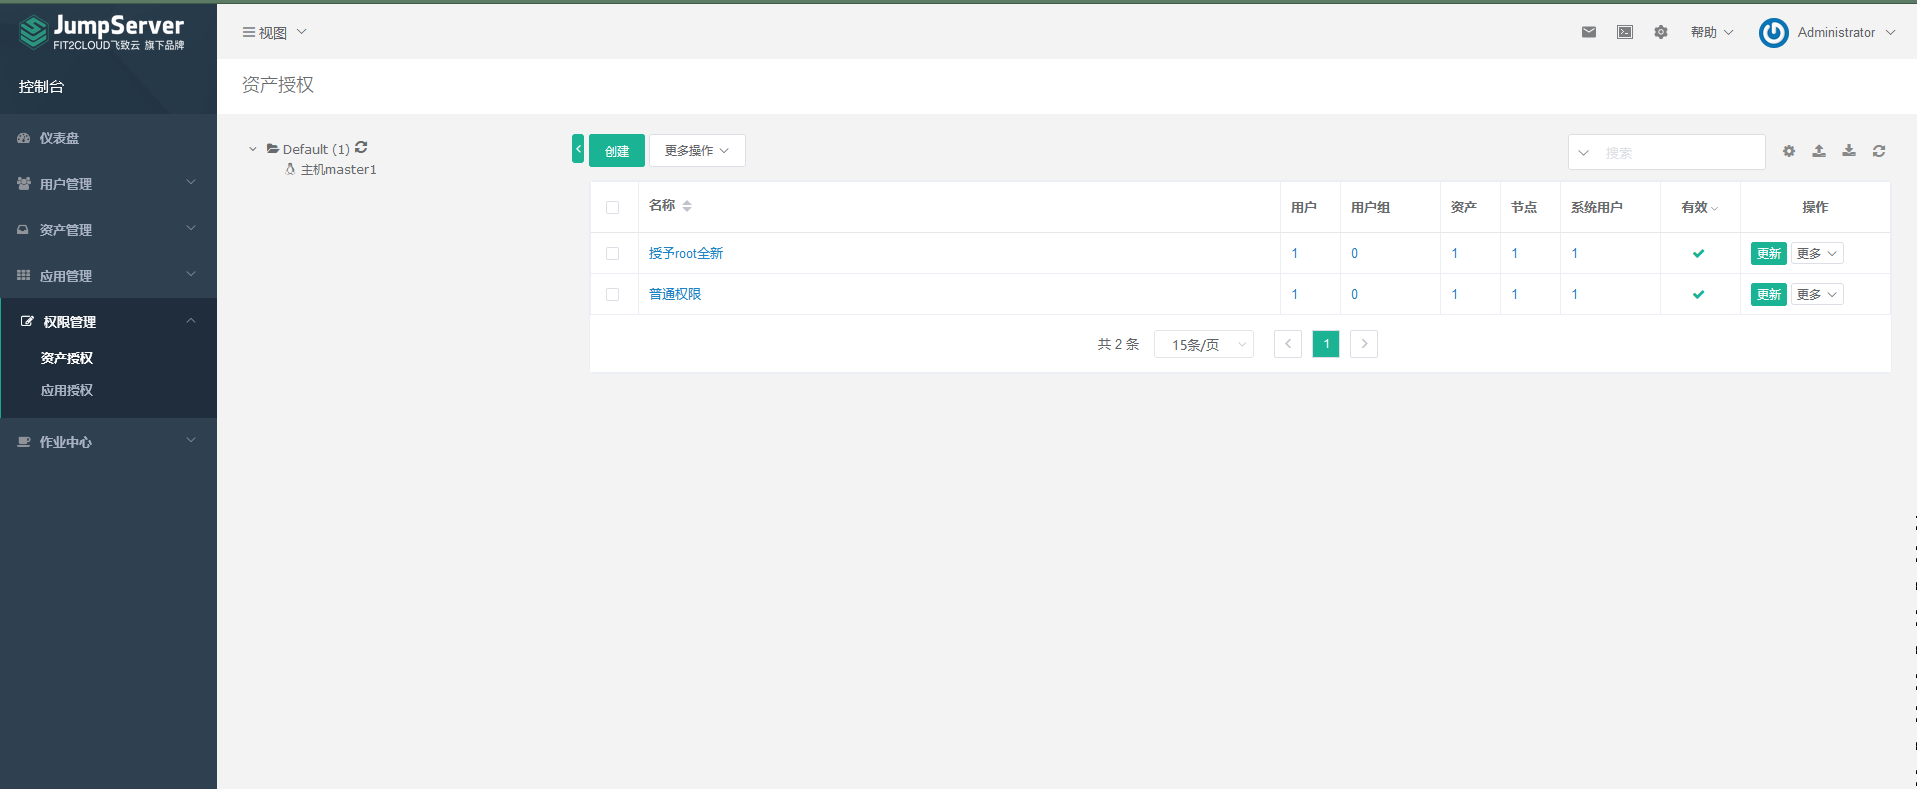 JumpServer
FIT2CLOUD飞致云 旗下品牌
控制台
仪表盘
用户管理
资产管理
应用管理
权限管理
资产授权
应用授权
作业中心
视图
帮助
Administrator
资产授权
Default (1)
主机master1
创建
更多操作
搜索
名称 用户 用户组 资产 节点 系统用户 有效 操作
授予root全新 1 0 1 1 1 更新 更多
普通权限 1 0 1 1 1 更新 更多
共 2 条 15条/页 1